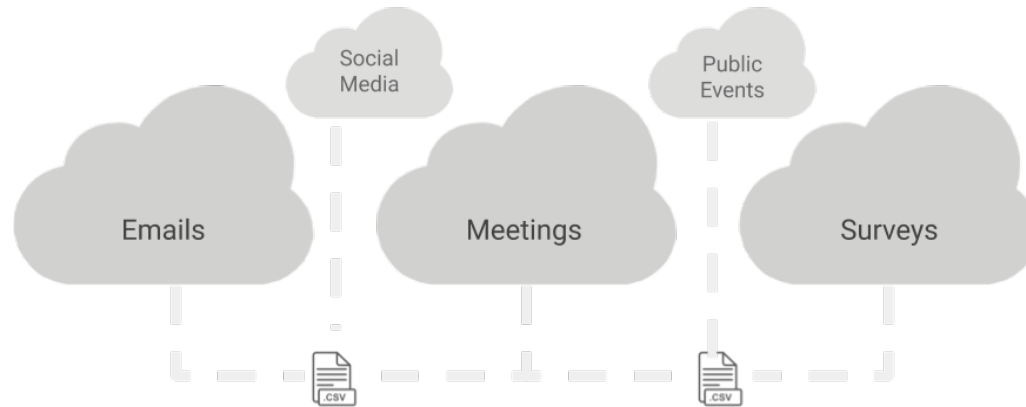 Social
Media
Public
Events
Emails
Meetings
Surveys
.csv
.csv